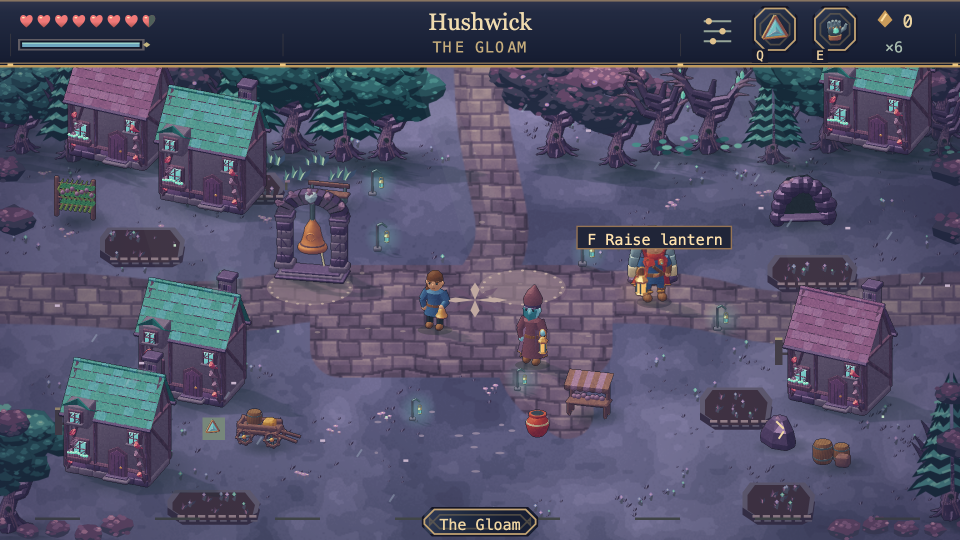 Hushwick
THE GLOAM
Q
E
0
×6
F Raise lantern
The Gloam